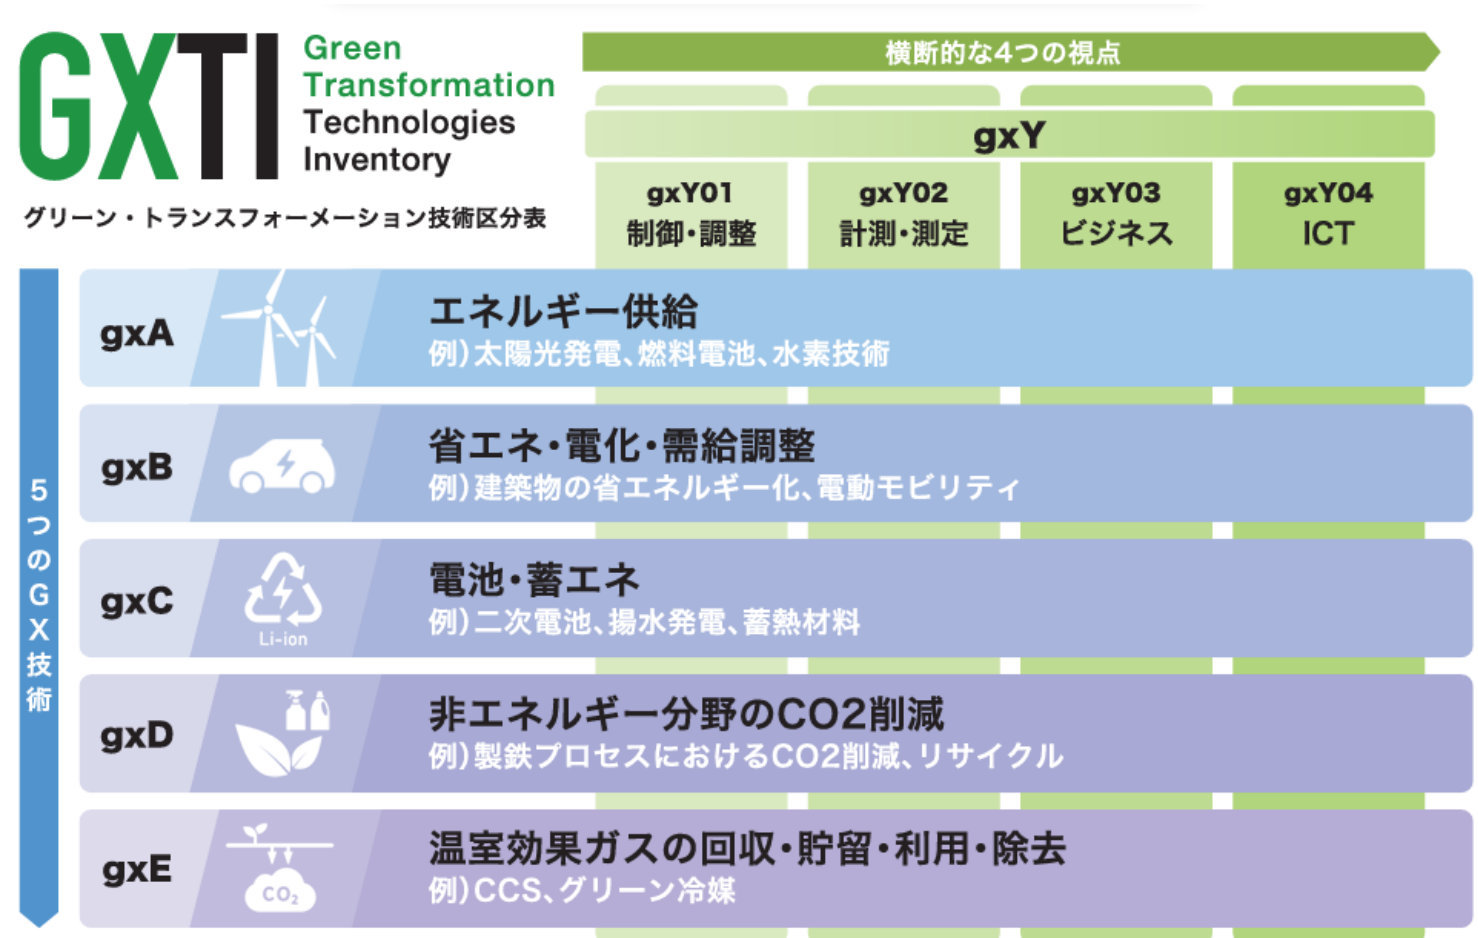 GXTI
Green
Transformation
Technologies
Inventory
グリーン・トランスフォーメーション技術区分表
横断的な4つの視点
gxY
gxY01
制御・調整
gxY02
計測・測定
gxY03
ビジネス
gxY04
ICT
5つのGX技術
gxA
エネルギー供給
例)太陽光発電、燃料電池、水素技術
gxB
省エネ・電化・需給調整
例)建築物の省エネルギー化、電動モビリティ
gxC
Li-ion
電池・蓄エネ
例)二次電池、揚水発電、蓄熱材料
gxD
非エネルギー分野のCO2削減
例)製鉄プロセスにおけるCO2削減、リサイクル
gxE
CO₂
温室効果ガスの回収・貯留・利用・除去
例)CCS、グリーン冷媒